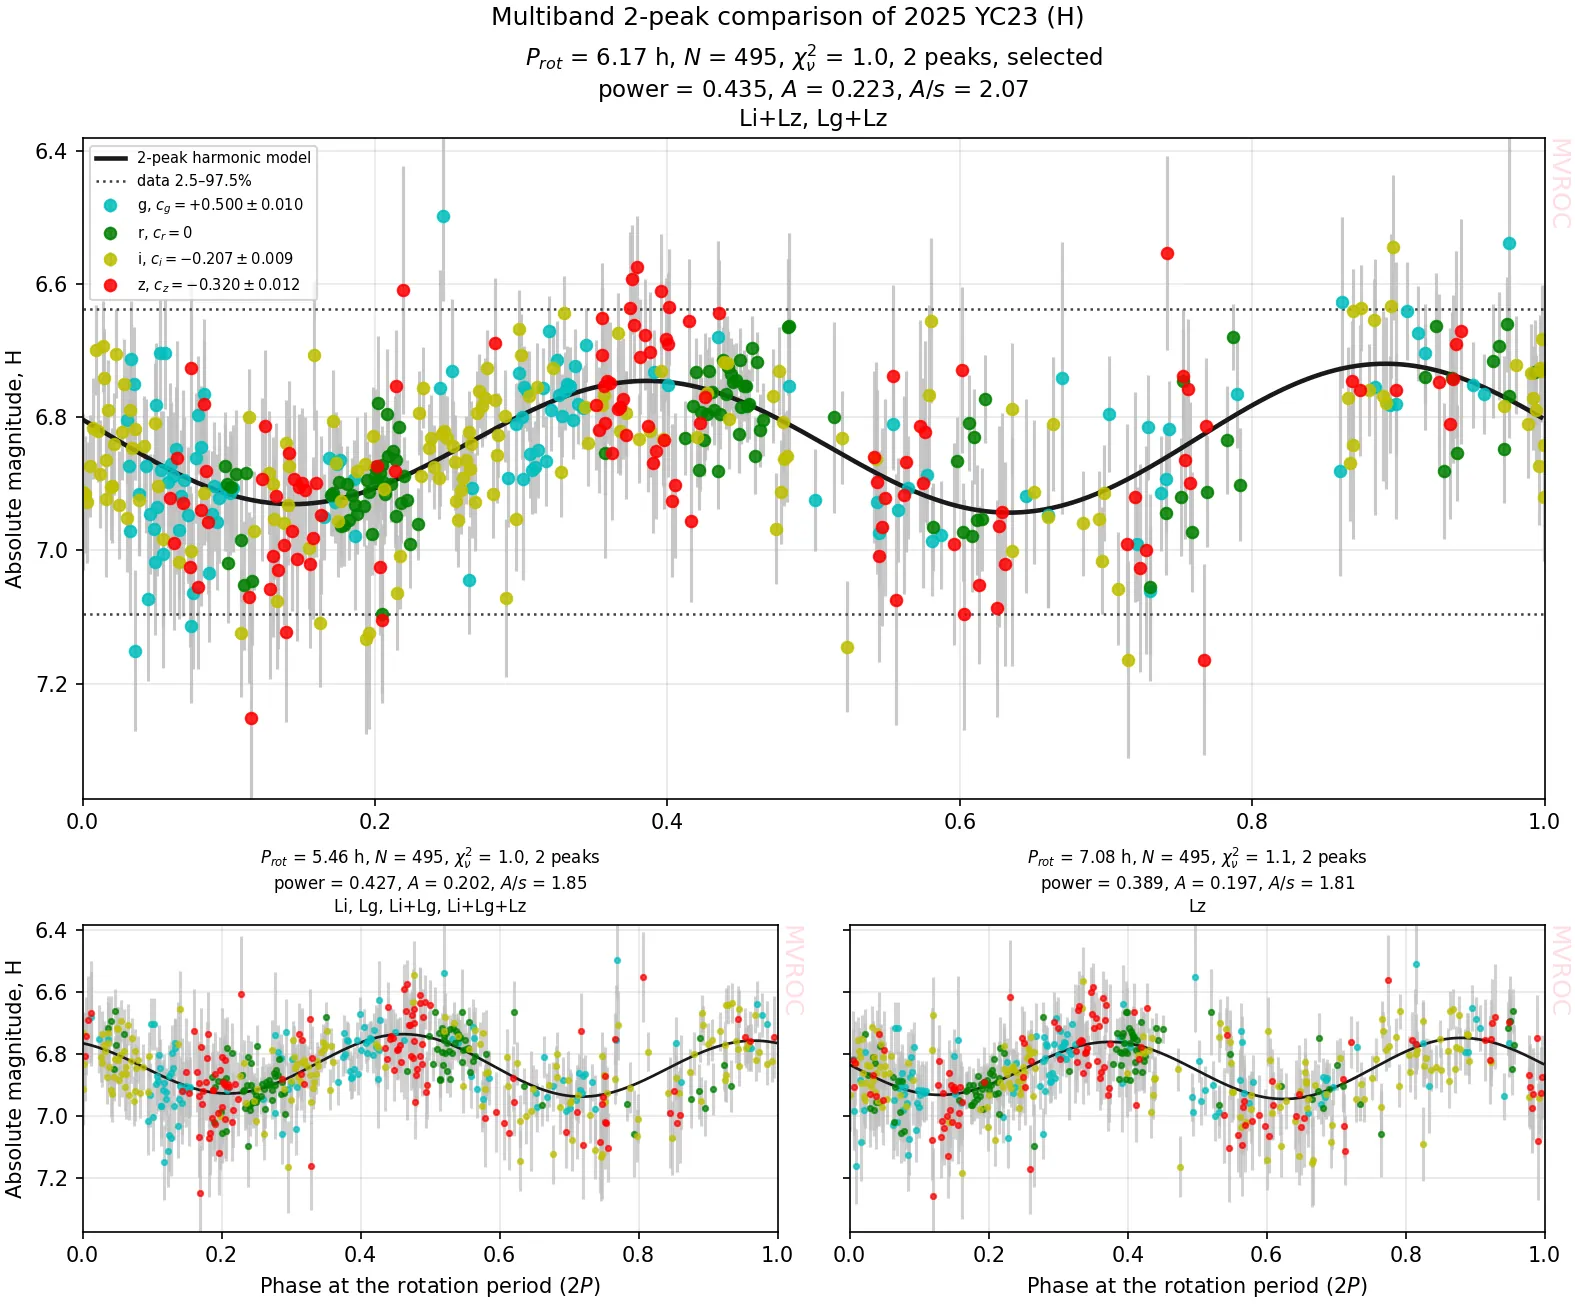 Multiband 2-peak comparison of 2025 YC23 (H)
P_rot = 6.17 h, N = 495, χ²_ν = 1.0, 2 peaks, selected
power = 0.435, A = 0.223, A/s = 2.07
Li+Lz, Lg+Lz
2-peak harmonic model
data 2.5–97.5%
g, c_g = +0.500 ± 0.010
r, c_r = 0
i, c_i = −0.207 ± 0.009
z, c_z = −0.320 ± 0.012
MVROC
Absolute magnitude, H
6.4
6.6
6.8
7.0
7.2
0.0 0.2 0.4 0.6 0.8 1.0
P_rot = 5.46 h, N = 495, χ²_ν = 1.0, 2 peaks
power = 0.427, A = 0.202, A/s = 1.85
Li, Lg, Li+Lg, Li+Lg+Lz
MVROC
Absolute magnitude, H
6.4
6.6
6.8
7.0
7.2
0.0 0.2 0.4 0.6 0.8 1.0
Phase at the rotation period (2P)
P_rot = 7.08 h, N = 495, χ²_ν = 1.1, 2 peaks
power = 0.389, A = 0.197, A/s = 1.81
Lz
MVROC
0.0 0.2 0.4 0.6 0.8 1.0
Phase at the rotation period (2P)